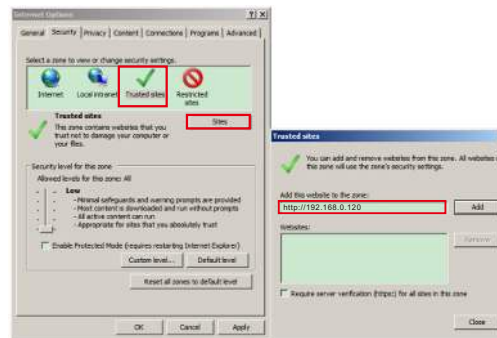 Internet Options
General Security Privacy Content Connections Programs Advanced
Select a zone to view or change security settings.
Internet Local intranet Trusted sites Restricted sites
Trusted sites
Sites
This zone contains websites that you
trust not to damage your computer or
your files.
Security level for this zone
Allowed levels for this zone: All
Low
- Minimal safeguards and warning prompts are provided
- Most content is downloaded and run without prompts
- All active content can run
- Appropriate for sites that you absolutely trust
Enable Protected Mode (requires restarting Internet Explorer)
Custom level... Default level
Reset all zones to default level
OK Cancel Apply
Trusted sites
You can add and remove websites from this zone. All websites in
this zone will use the zone's security settings.
Add this website to the zone:
http://192.168.0.120 Add
Websites:
Remove
Require server verification (https:) for all sites in this zone
Close